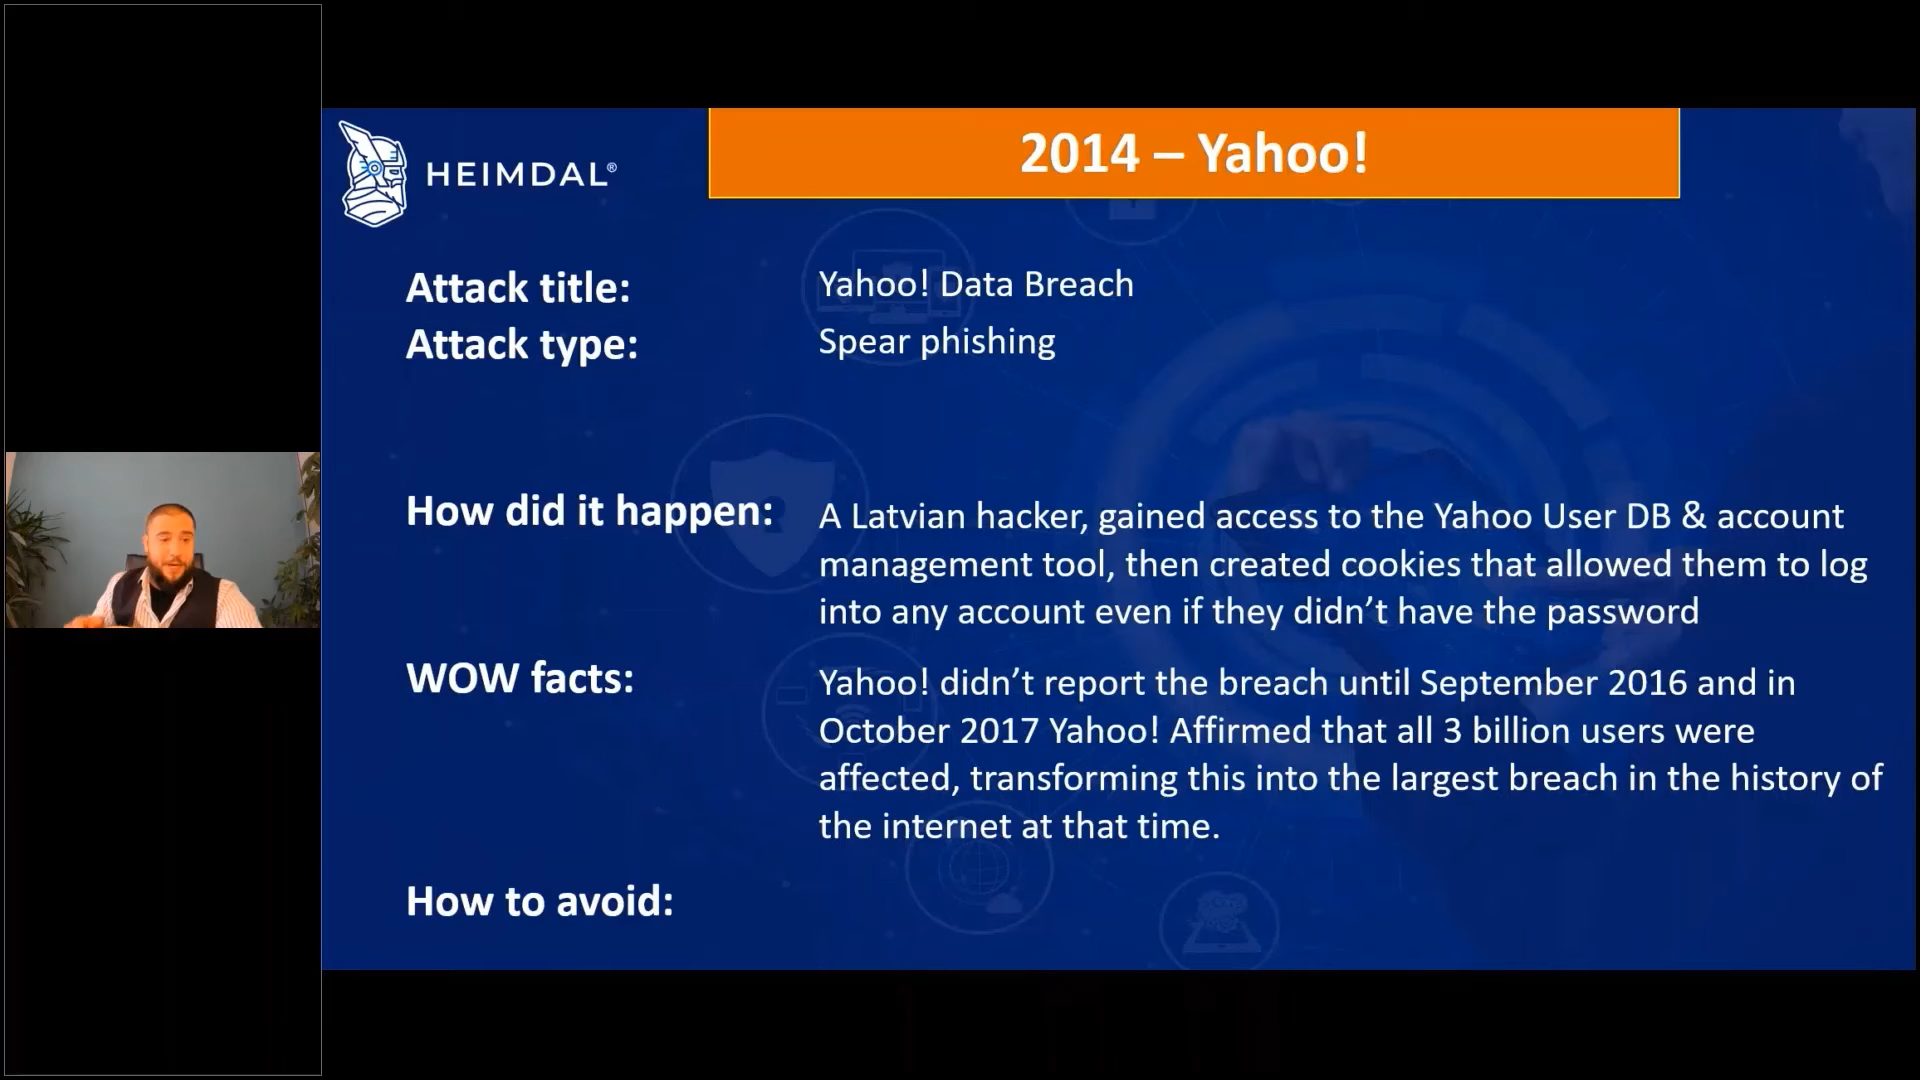 HEIMDAL®
2014 – Yahoo!
Attack title:
Yahoo! Data Breach
Attack type:
Spear phishing
How did it happen:
A Latvian hacker, gained access to the Yahoo User DB & account
management tool, then created cookies that allowed them to log
into any account even if they didn’t have the password
WOW facts:
Yahoo! didn’t report the breach until September 2016 and in
October 2017 Yahoo! Affirmed that all 3 billion users were
affected, transforming this into the largest breach in the history of
the internet at that time.
How to avoid: